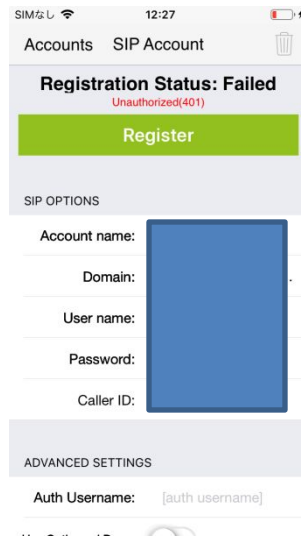 SIMなし 12:27
Accounts SIP Account
Registration Status: Failed
Unauthorized(401)
Register
SIP OPTIONS
Account name:
Domain:
User name:
Password:
Caller ID:
ADVANCED SETTINGS
Auth Username: [auth username]